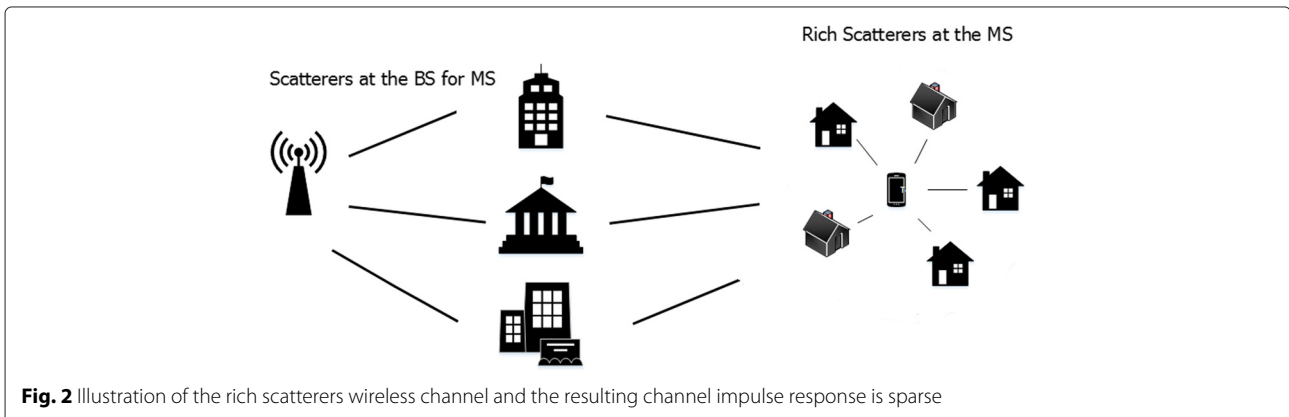 Rich Scatterers at the MS
Scatterers at the BS for MS
Fig. 2 Illustration of the rich scatterers wireless channel and the resulting channel impulse response is sparse